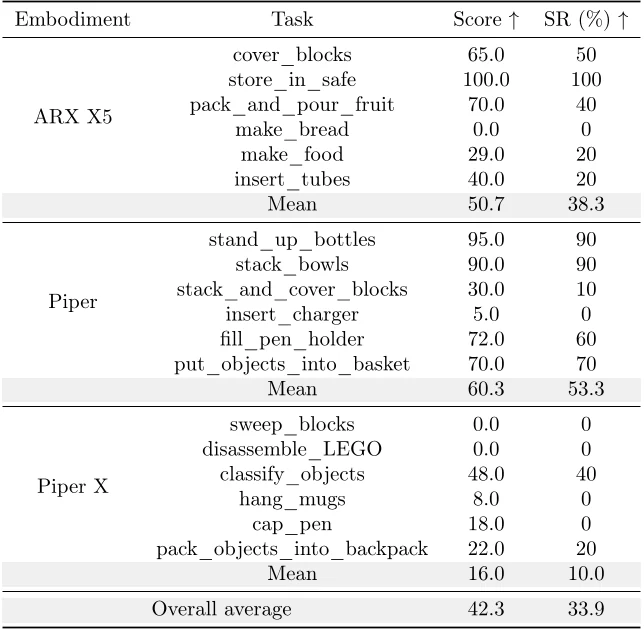 Embodiment Task Score ↑ SR (%) ↑
cover_blocks 65.0 50
store_in_safe 100.0 100
pack_and_pour_fruit 70.0 40
ARX X5
make_bread 0.0 0
make_food 29.0 20
insert_tubes 40.0 20
Mean 50.7 38.3
stand_up_bottles 95.0 90
stack_bowls 90.0 90
stack_and_cover_blocks 30.0 10
Piper
insert_charger 5.0 0
fill_pen_holder 72.0 60
put_objects_into_basket 70.0 70
Mean 60.3 53.3
sweep_blocks 0.0 0
disassemble_LEGO 0.0 0
classify_objects 48.0 40
Piper X
hang_mugs 8.0 0
cap_pen 18.0 0
pack_objects_into_backpack 22.0 20
Mean 16.0 10.0
Overall average 42.3 33.9